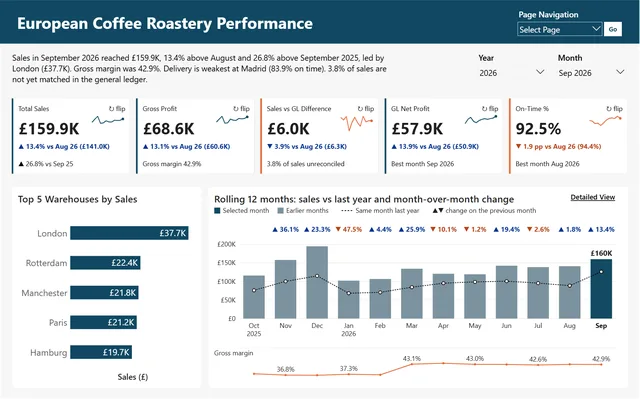 European Coffee Roastery Performance
Page Navigation
Select Page
Go
Sales in September 2026 reached £159.9K, 13.4% above August and 26.8% above September 2025, led by
London (£37.7K). Gross margin was 42.9%. Delivery is weakest at Madrid (83.9% on time). 3.8% of sales are
not yet matched in the general ledger.
Year
Month
2026
Sep 2026
Total Sales
↻ flip
£159.9K
▲ 13.4% vs Aug 26 (£141.0K)
▲ 26.8% vs Sep 25
Gross Profit
↻ flip
£68.6K
▲ 13.1% vs Aug 26 (£60.6K)
Gross margin 42.9%
Sales vs GL Difference
↻ flip
£6.0K
▼ 3.9% vs Aug 26 (£6.3K)
3.8% of sales unreconciled
GL Net Profit
↻ flip
£57.9K
▲ 13.9% vs Aug 26 (£50.9K)
Best month Sep 2026
On-Time %
↻ flip
92.5%
▼ 1.9 pp vs Aug 26 (94.4%)
Best month Aug 2026
Top 5 Warehouses by Sales
London £37.7K
Rotterdam £22.4K
Manchester £21.8K
Paris £21.2K
Hamburg £19.7K
Sales (£)
Rolling 12 months: sales vs last year and month-over-month change
Detailed View
Selected month Earlier months Same month last year ▲▼ change on the previous month
▲ 36.1% ▲ 23.3% ▼ 47.5% ▲ 4.4% ▲ 25.9% ▼ 10.1% ▼ 1.2% ▲ 19.4% ▼ 2.6% ▲ 1.8% ▲ 13.4%
£200K
£150K
£100K
£50K
£0
£160K
Oct Nov Dec Jan Feb Mar Apr May Jun Jul Aug Sep
2025 2026
Gross margin
36.8% 37.3% 43.1% 43.0% 42.6% 42.9%